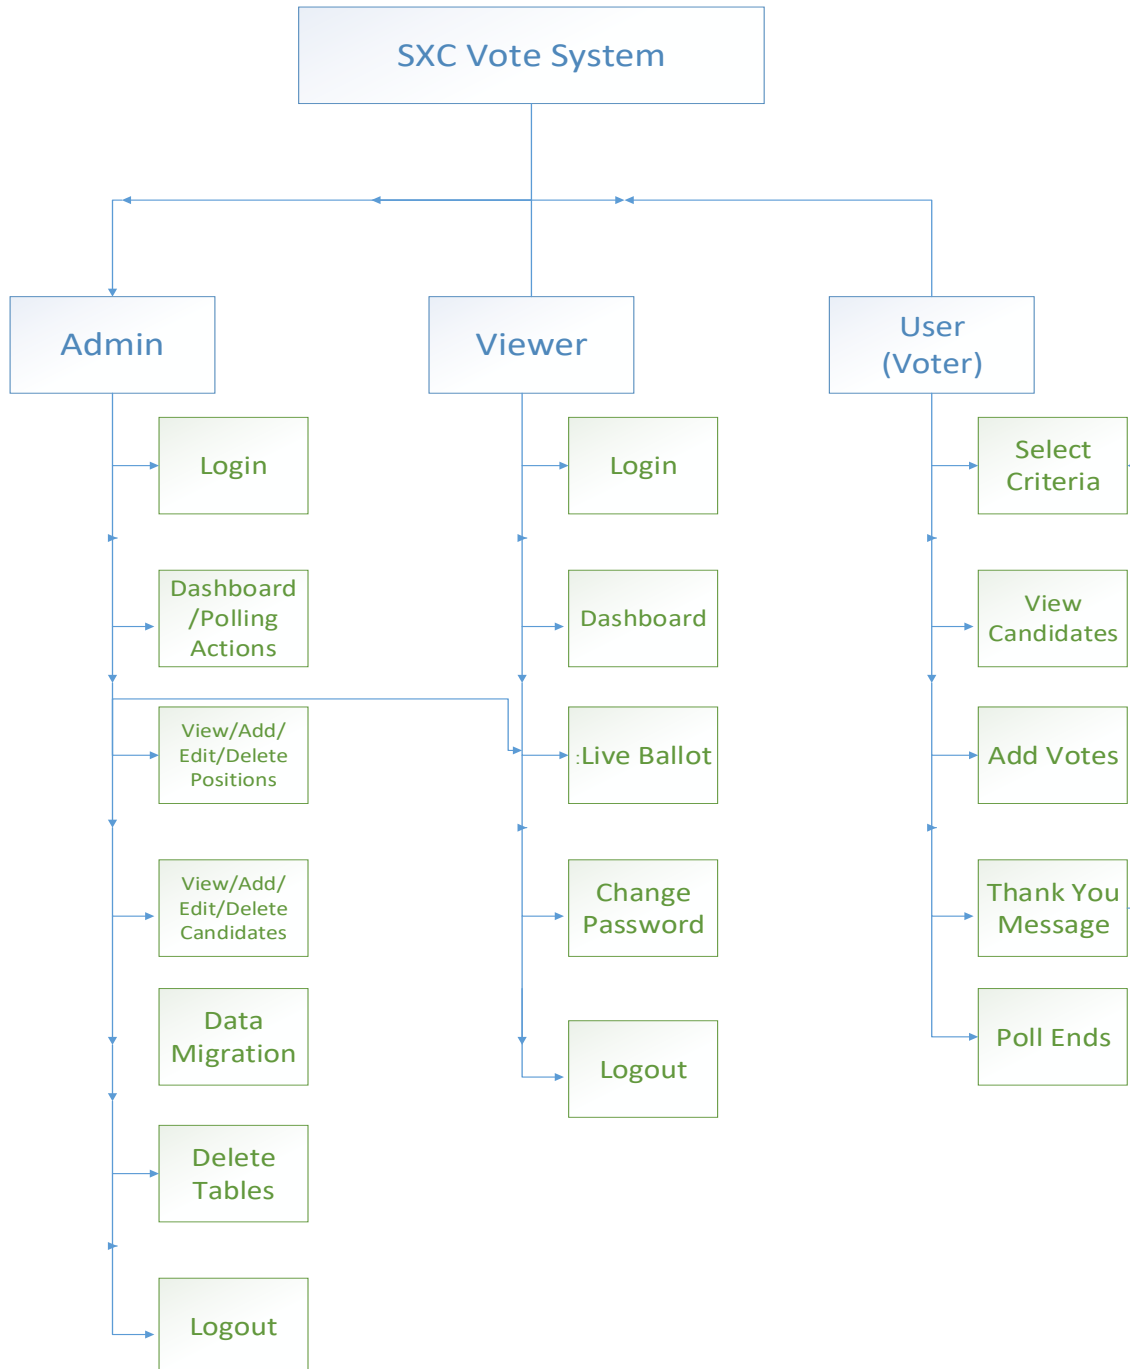 SXC Vote System
Admin
Viewer
User
(Voter)
Login
Dashboard
/Polling
Actions
View/Add/
Edit/Delete
Positions
View/Add/
Edit/Delete
Candidates
Data
Migration
Delete
Tables
Logout
Login
Dashboard
:Live Ballot
Change
Password
Logout
Select
Criteria
View
Candidates
Add Votes
Thank You
Message
Poll Ends